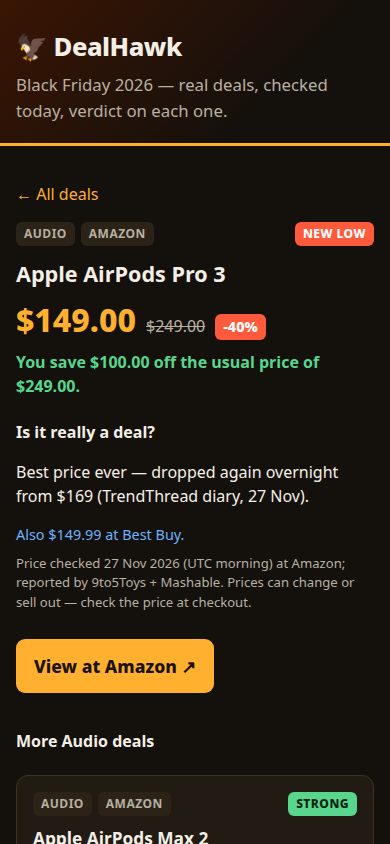 DealHawk
Black Friday 2026 — real deals, checked
today, verdict on each one.
← All deals
AUDIO AMAZON NEW LOW
Apple AirPods Pro 3
$149.00 $249.00 -40%
You save $100.00 off the usual price of
$249.00.
Is it really a deal?
Best price ever — dropped again overnight
from $169 (TrendThread diary, 27 Nov).
Also $149.99 at Best Buy.
Price checked 27 Nov 2026 (UTC morning) at Amazon;
reported by 9to5Toys + Mashable. Prices can change or
sell out — check the price at checkout.
View at Amazon ↗
More Audio deals
AUDIO AMAZON STRONG
Apple AirPods Max 2